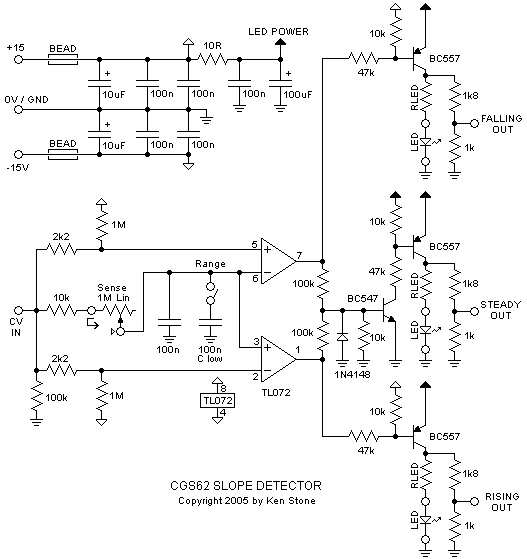 LED POWER
+15
BEAD
10R
10k
BC557
47k
+
10uF
100n
100n
100n
+
100uF
RLED
1k8
0V / GND
FALLING
OUT
LED
1k
+
10uF
100n
100n
BEAD
-15V
1M
2k2
10k
BC557
5
+
7
6
−
Range
47k
Sense
1M Lin
10k
100k
BC547
RLED
1k8
CV
IN
STEADY
OUT
100n
100n
C low
100k
10k
LED
1k
1N4148
3
+
1
2
−
TL072
2k2
100k
1M
8
TL072
4
10k
BC557
47k
RLED
1k8
CGS62 SLOPE DETECTOR
Copyright 2005 by Ken Stone
RISING
OUT
LED
1k